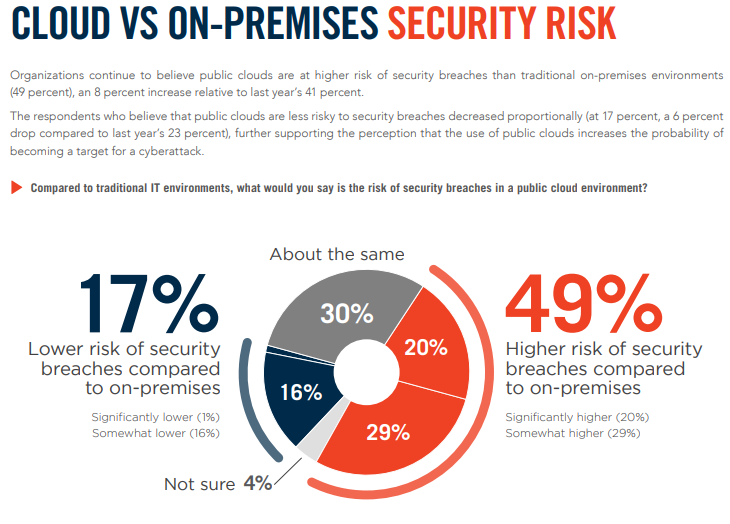 CLOUD VS ON-PREMISES SECURITY RISK
Organizations continue to believe public clouds are at higher risk of security breaches than traditional on-premises environments
(49 percent), an 8 percent increase relative to last year's 41 percent.
The respondents who believe that public clouds are less risky to security breaches decreased proportionally (at 17 percent, a 6 percent
drop compared to last year's 23 percent), further supporting the perception that the use of public clouds increases the probability of
becoming a target for a cyberattack.
Compared to traditional IT environments, what would you say is the risk of security breaches in a public cloud environment?
About the same
17%
Lower risk of security
breaches compared
to on-premises
Significantly lower (1%)
Somewhat lower (16%)
30%
20%
16%
29%
49%
Higher risk of security
breaches compared
to on-premises
Significantly higher (20%)
Somewhat higher (29%)
Not sure 4%